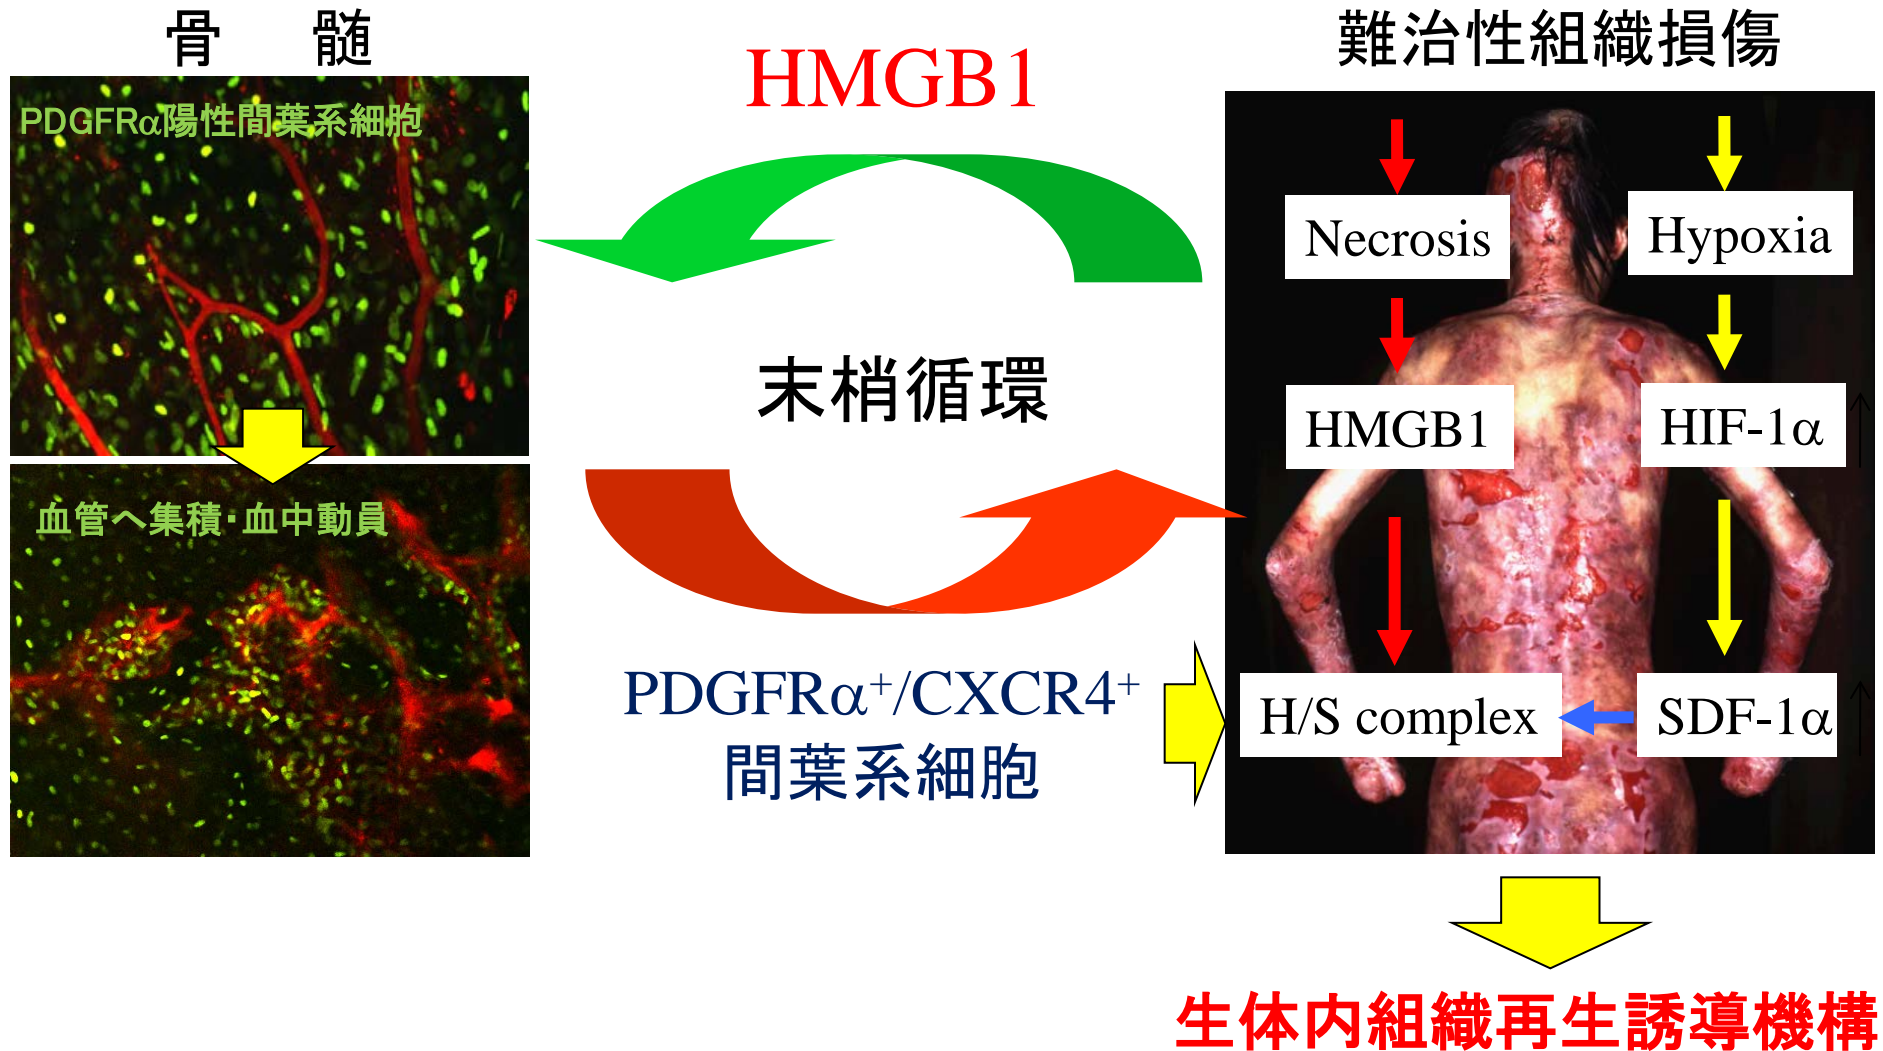 骨　髄
PDGFRα陽性間葉系細胞
血管へ集積・血中動員
HMGB1
末梢循環
PDGFRα⁺/CXCR4⁺
間葉系細胞
難治性組織損傷
Necrosis
Hypoxia
HMGB1
HIF-1α
H/S complex
SDF-1α
生体内組織再生誘導機構